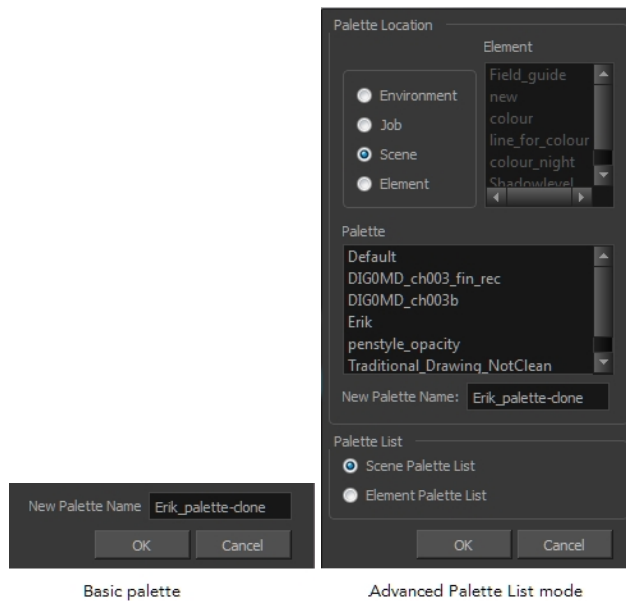 Palette Location
Element
Environment
Job
Scene
Element
Field_guide
new
colour
line_for_colour
colour_night
Shadowlevel
Palette
Default
DIG0MD_ch003_fin_rec
DIG0MD_ch003b
Erik
penstyle_opacity
Traditional_Drawing_NotClean
New Palette Name: Erik_palette-clone
Palette List
Scene Palette List
Element Palette List
OK Cancel
New Palette Name Erik_palette-clone
OK Cancel
Basic palette
Advanced Palette List mode